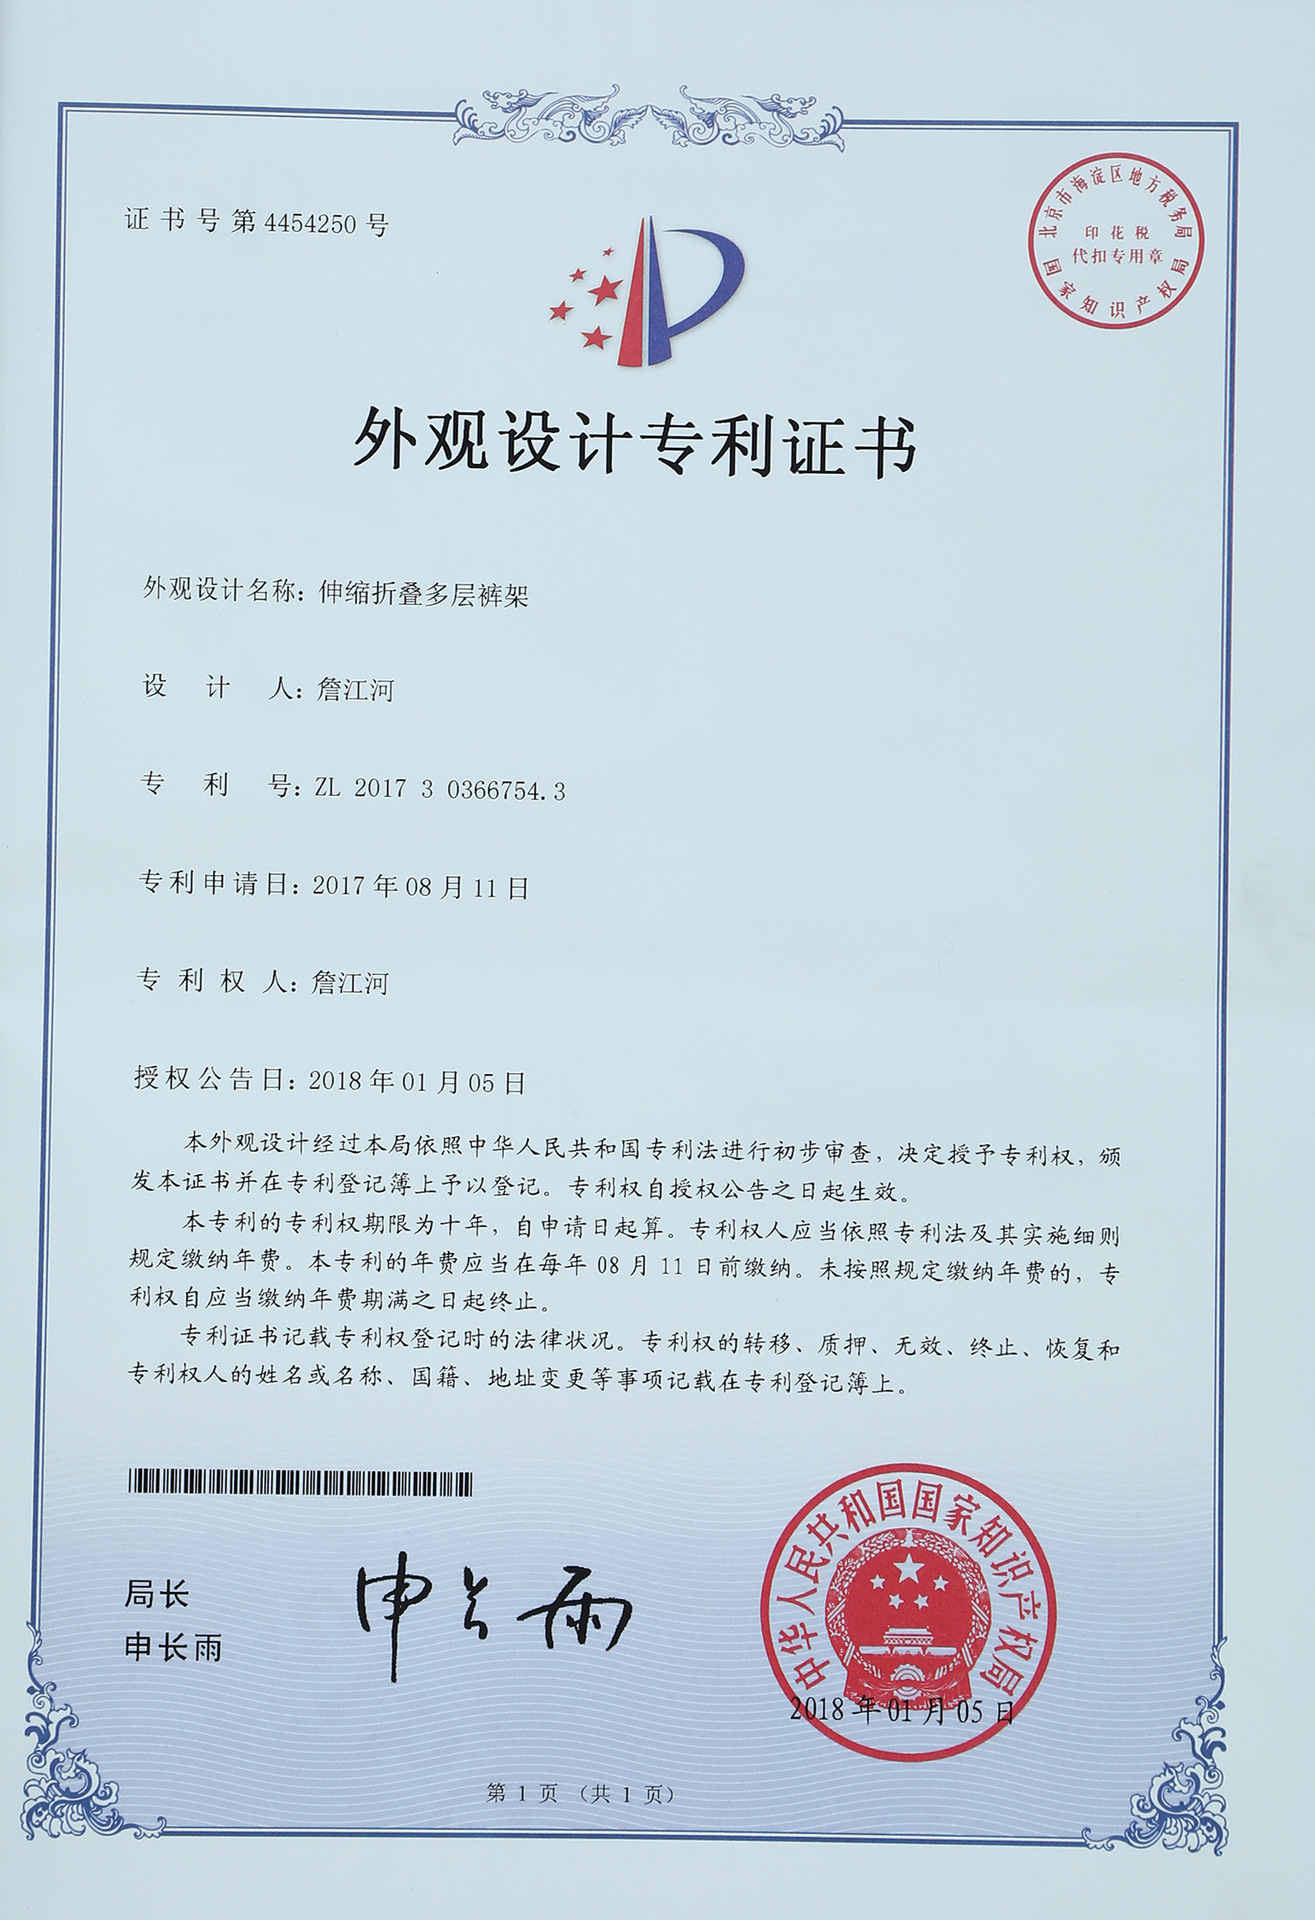 证书号第4454250号
北京市海淀区地方税务局
印花税
代扣专用章
国家知识产权局
外观设计专利证书
外观设计名称：伸缩折叠多层裤架
设计人：詹江河
专利号：ZL 2017 3 0366754.3
专利申请日：2017年08月11日
专利权人：詹江河
授权公告日：2018年01月05日
本外观设计经过本局依照中华人民共和国专利法进行初步审查，决定授予专利权，颁
发本证书并在专利登记簿上予以登记。专利权自授权公告之日起生效。
本专利的专利权期限为十年，自申请日起算。专利权人应当依照专利法及其实施细则
规定缴纳年费。本专利的年费应当在每年08月11日前缴纳。未按照规定缴纳年费的，专
利权自应当缴纳年费期满之日起终止。
专利证书记载专利权登记时的法律状况。专利权的转移、质押、无效、终止、恢复和
专利权人的姓名或名称、国籍、地址变更等事项记载在专利登记簿上。
局长
申长雨
申长雨
中华人民共和国国家知识产权局
2018年01月05日
第1页（共1页）